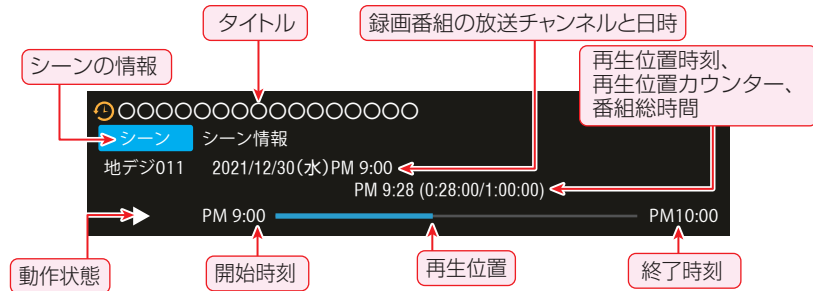 タイトル
録画番組の放送チャンネルと日時
シーンの情報
再生位置時刻、
再生位置カウンター、
番組総時間
〇〇〇〇〇〇〇〇〇〇〇〇〇〇〇〇
シーン シーン情報
地デジ011 2021/12/30(水)PM 9:00
PM 9:28 (0:28:00/1:00:00)
PM 9:00 PM10:00
動作状態
開始時刻
再生位置
終了時刻